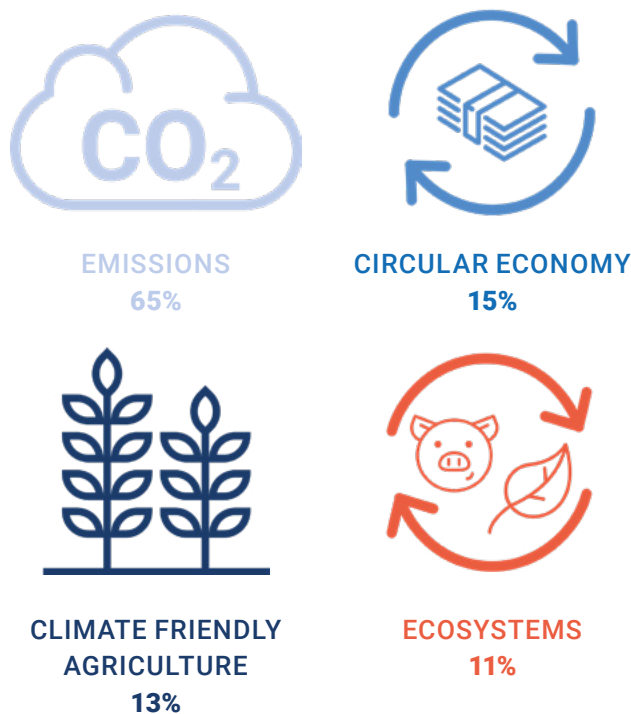 CO₂
EMISSIONS
65%
CIRCULAR ECONOMY
15%
CLIMATE FRIENDLY
AGRICULTURE
13%
ECOSYSTEMS
11%